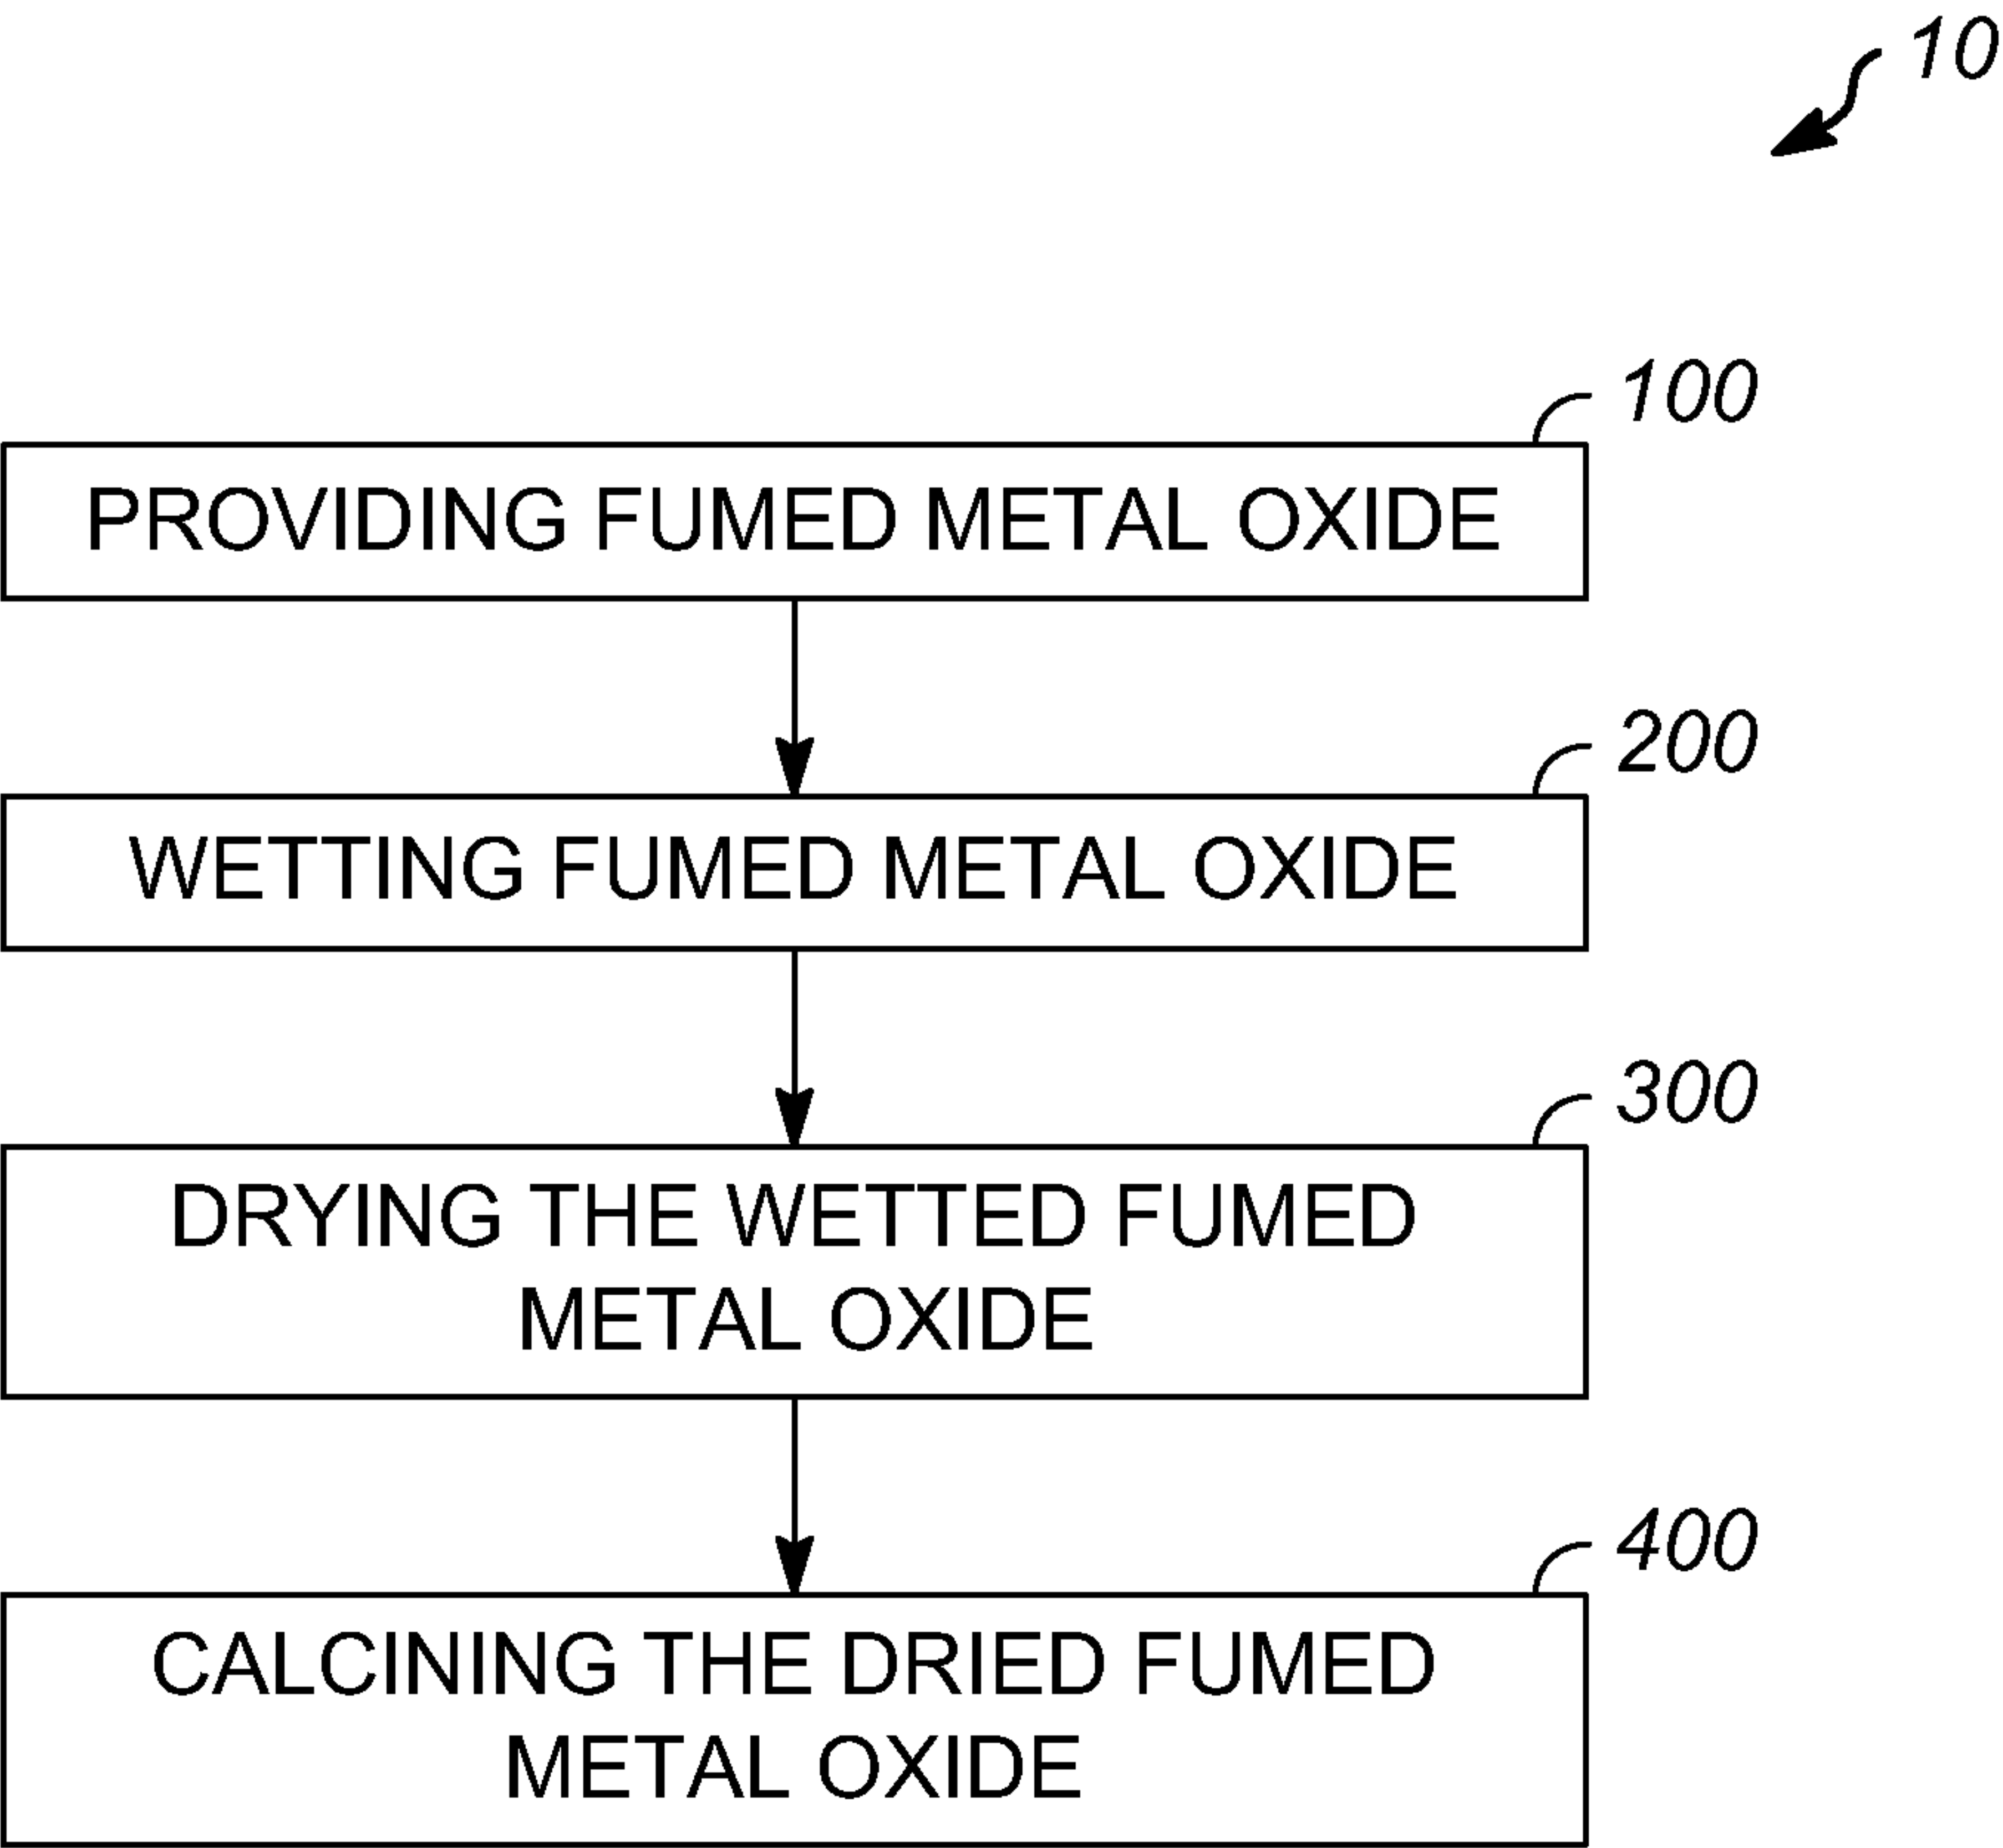 10
100
PROVIDING FUMED METAL OXIDE
200
WETTING FUMED METAL OXIDE
300
DRYING THE WETTED FUMED
METAL OXIDE
400
CALCINING THE DRIED FUMED
METAL OXIDE